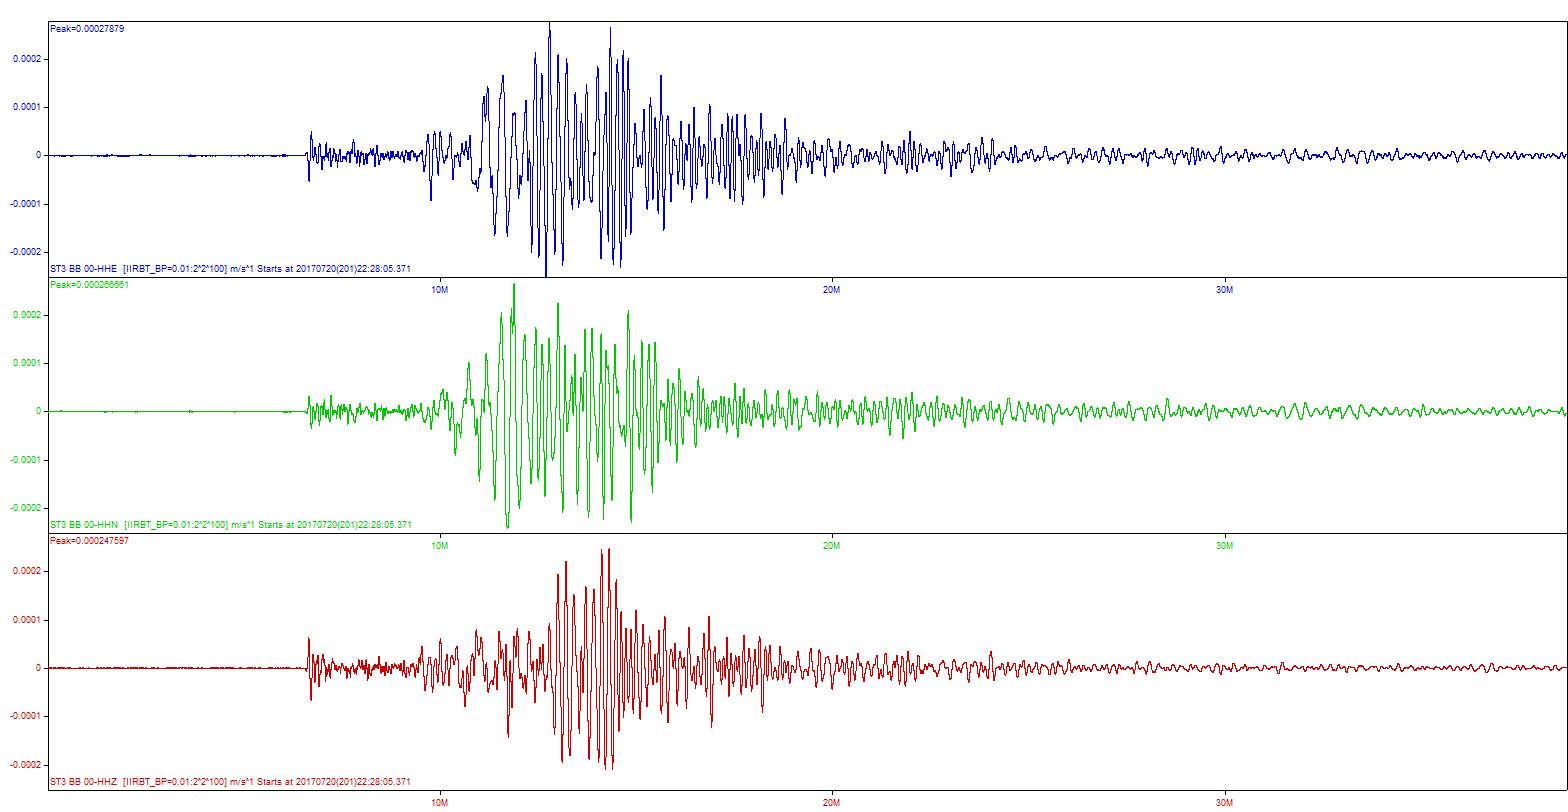 Peak=0.00027879
0.0002
0.0001
0
-0.0001
-0.0002
ST3 BB 00-HHE [IIRBT_BP=0.01:2^2^100] m/s^1 Starts at 20170720(201)22:28:05.371
10M 20M 30M
Peak=0.000266661
0.0002
0.0001
0
-0.0001
-0.0002
ST3 BB 00-HHN [IIRBT_BP=0.01:2^2^100] m/s^1 Starts at 20170720(201)22:28:05.371
10M 20M 30M
Peak=0.000247597
0.0002
0.0001
0
-0.0001
-0.0002
ST3 BB 00-HHZ [IIRBT_BP=0.01:2^2^100] m/s^1 Starts at 20170720(201)22:28:05.371
10M 20M 30M